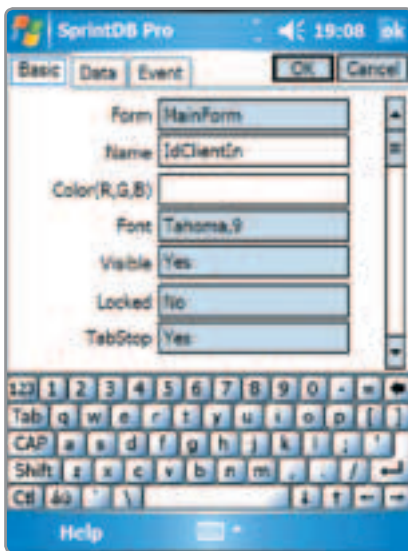 SprintDB Pro 19:08 ok
Basic Data Event OK Cancel
Form MainForm
Name IdClientIn
Color(R,G,B)
Font Tahoma,9
Visible Yes
Locked No
TabStop Yes
123 1 2 3 4 5 6 7 8 9 0 - =
Tab q w e r t y u i o p [ ]
CAP a s d f g h j k l ; '
Shift z x c v b n m , . /
Ctl áü ` \
Help